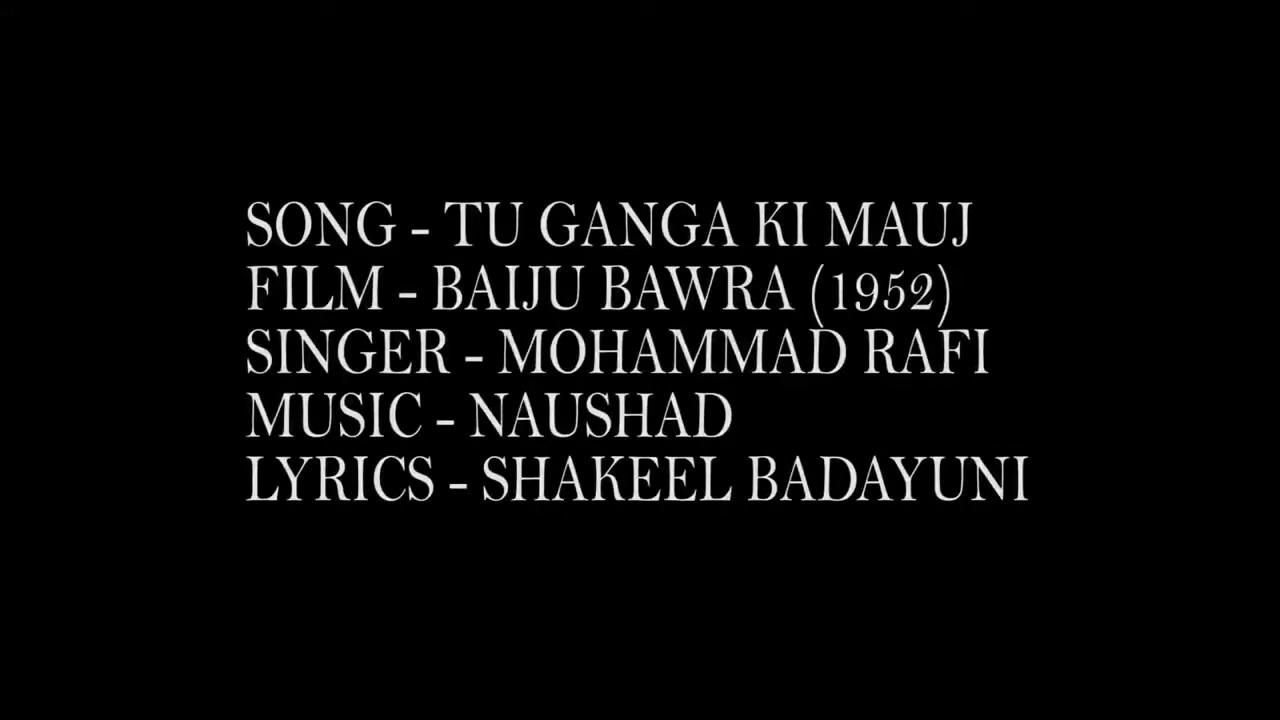 SONG - TU GANGA KI MAUJ
FILM - BAIJU BAWRA (1952)
SINGER - MOHAMMAD RAFI
MUSIC - NAUSHAD
LYRICS - SHAKEEL BADAYUNI